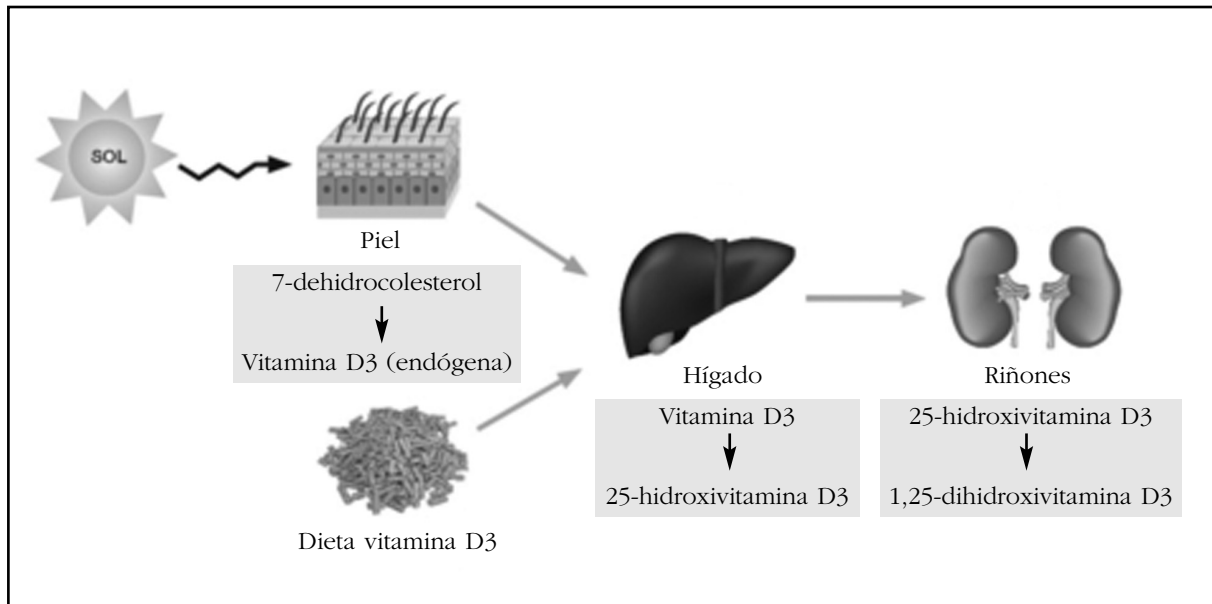 SOL
Piel
7-dehidrocolesterol
Vitamina D3 (endógena)
Dieta vitamina D3
Hígado
Vitamina D3
25-hidroxivitamina D3
Riñones
25-hidroxivitamina D3
1,25-dihidroxivitamina D3